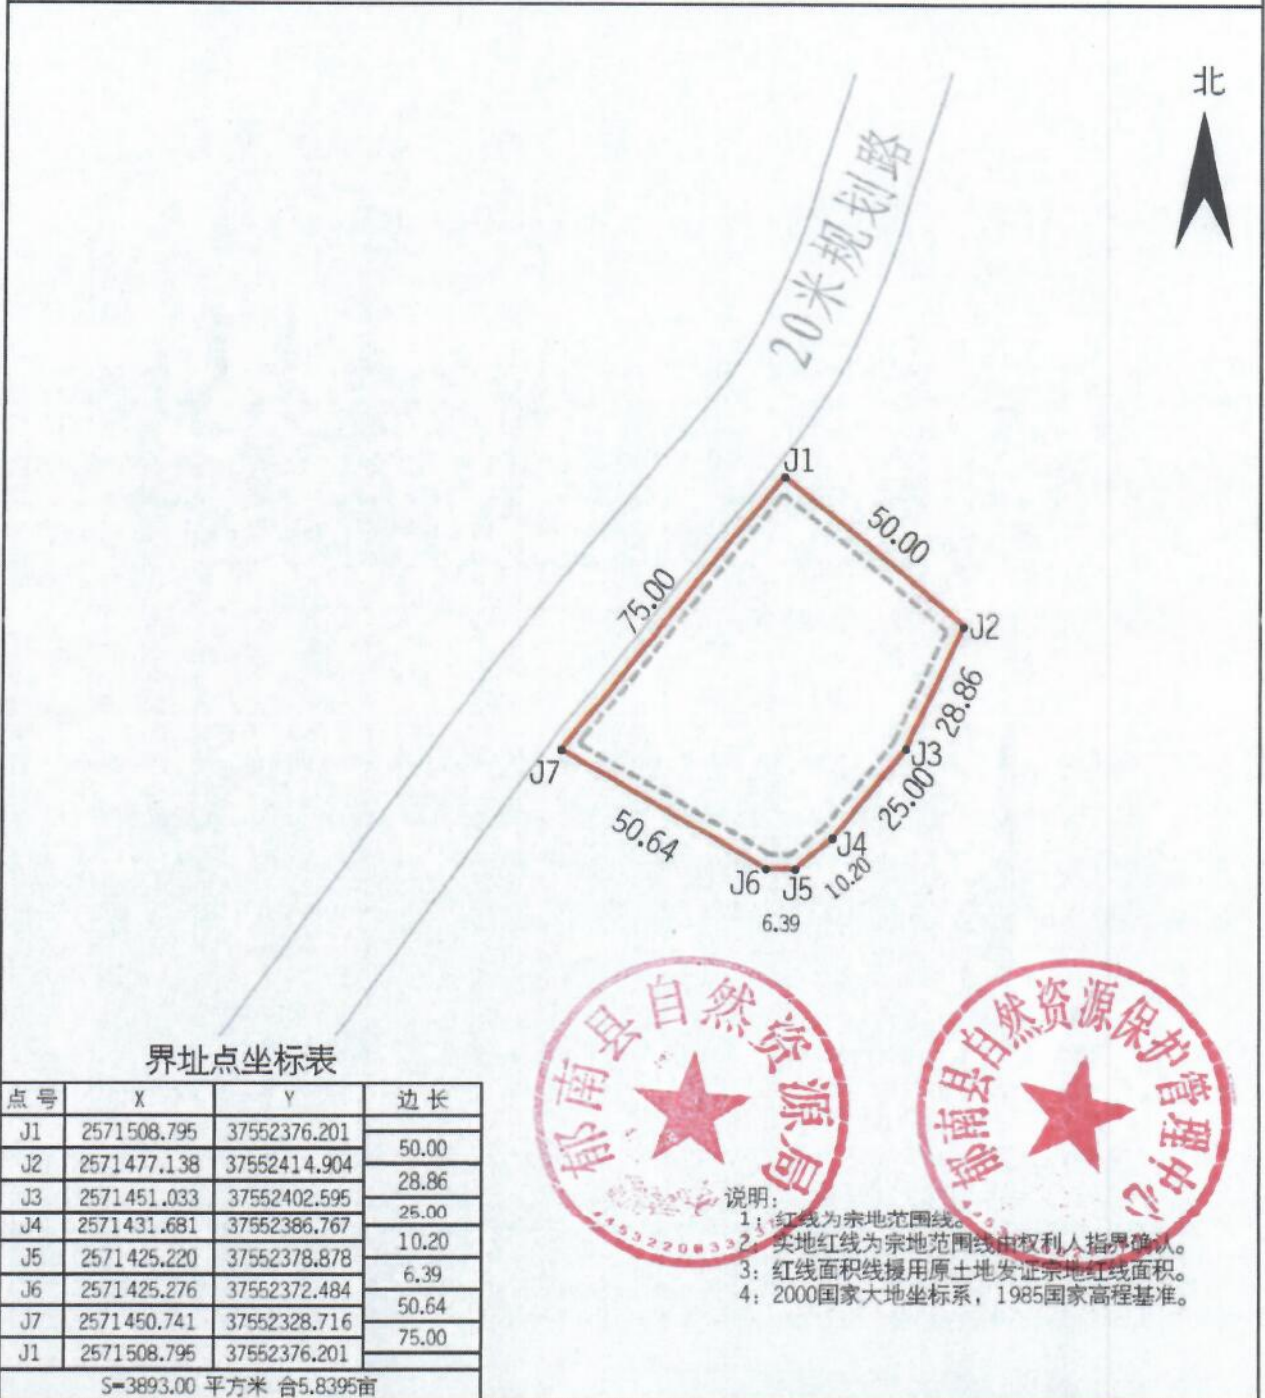 北
20米规划路
J1
50.00
75.00
J2
28.86
J3
J7
25.00
50.64
J4
J6
J5
10.20
6.39
郁南县自然资源局
郁南县自然资源保护管理中心
界址点坐标表
点号 X Y 边长
J1 2571508.795 37552376.201
50.00
J2 2571477.138 37552414.904
28.86
J3 2571451.033 37552402.595
25.00
J4 2571431.681 37552386.767
10.20
J5 2571425.220 37552378.878
6.39
J6 2571425.276 37552372.484
50.64
J7 2571450.741 37552328.716
75.00
J1 2571508.795 37552376.201
S=3893.00 平方米 合5.8395亩
说明:
1: 红线为宗地范围线。
2: 实地红线为宗地范围线由权利人指界确认。
3: 红线面积线援用原土地发证宗地红线面积。
4: 2000国家大地坐标系, 1985国家高程基准。